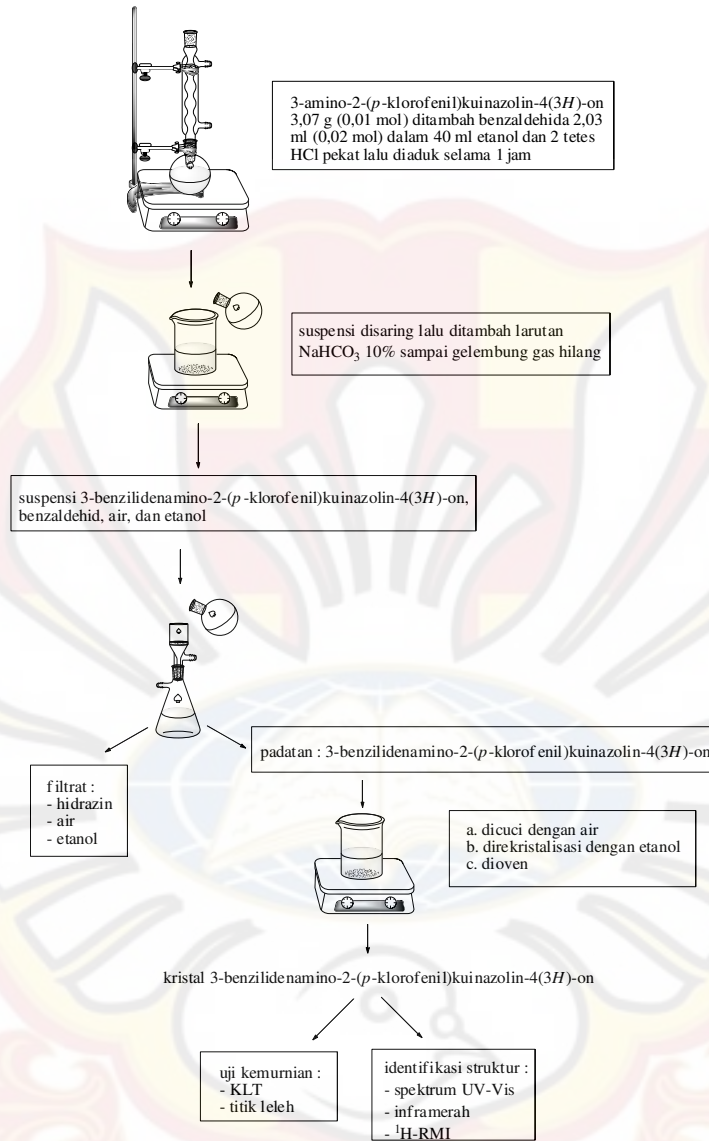 3-amino-2-(p-klorofenil)kuinazolin-4(3H)-on
3,07 g (0,01 mol) ditambah benzaldehida 2,03
ml (0,02 mol) dalam 40 ml etanol dan 2 tetes
HCl pekat lalu diaduk selama 1 jam
suspensi disaring lalu ditambah larutan
NaHCO₃ 10% sampai gelembung gas hilang
suspensi 3-benzilidenamino-2-(p-klorofenil)kuinazolin-4(3H)-on,
benzaldehid, air, dan etanol
padatan : 3-benzilidenamino-2-(p-klorofenil)kuinazolin-4(3H)-on
filtrat :
- hidrazin
- air
- etanol
a. dicuci dengan air
b. direkristalisasi dengan etanol
c. dioven
kristal 3-benzilidenamino-2-(p-klorofenil)kuinazolin-4(3H)-on
uji kemurnian :
- KLT
- titik leleh
identifikasi struktur :
- spektrum UV-Vis
- inframerah
- ¹H-RMI